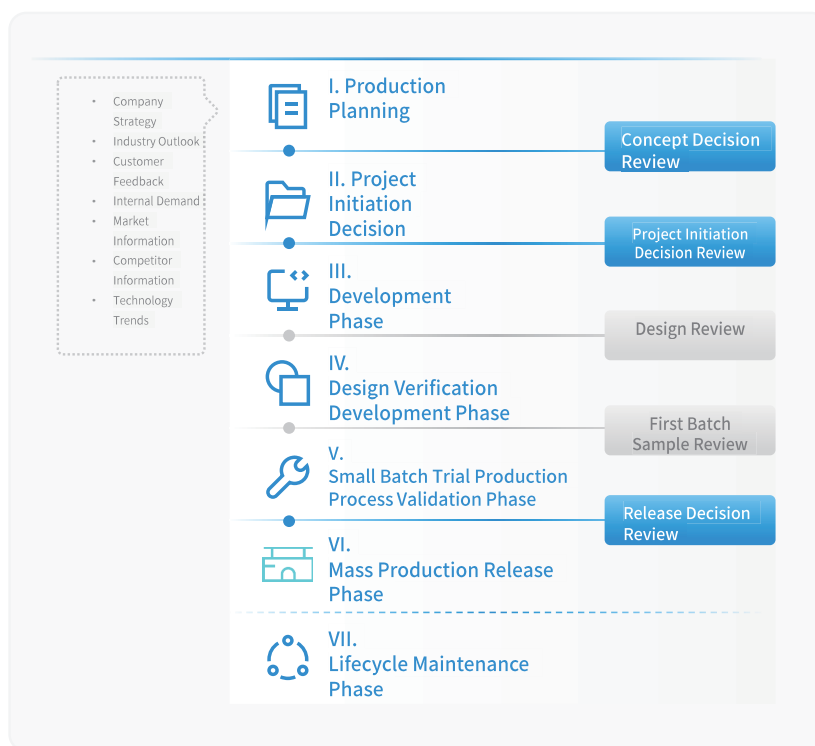 • Company
Strategy
• Industry Outlook
• Customer
Feedback
• Internal Demand
• Market
Information
• Competitor
Information
• Technology
Trends
I. Production
Planning
Concept Decision
Review
II. Project
Initiation
Decision
Project Initiation
Decision Review
III.
Development
Phase
Design Review
IV.
Design Verification
Development Phase
First Batch
Sample Review
V.
Small Batch Trial Production
Process Validation Phase
Release Decision
Review
VI.
Mass Production Release
Phase
VII.
Lifecycle Maintenance
Phase